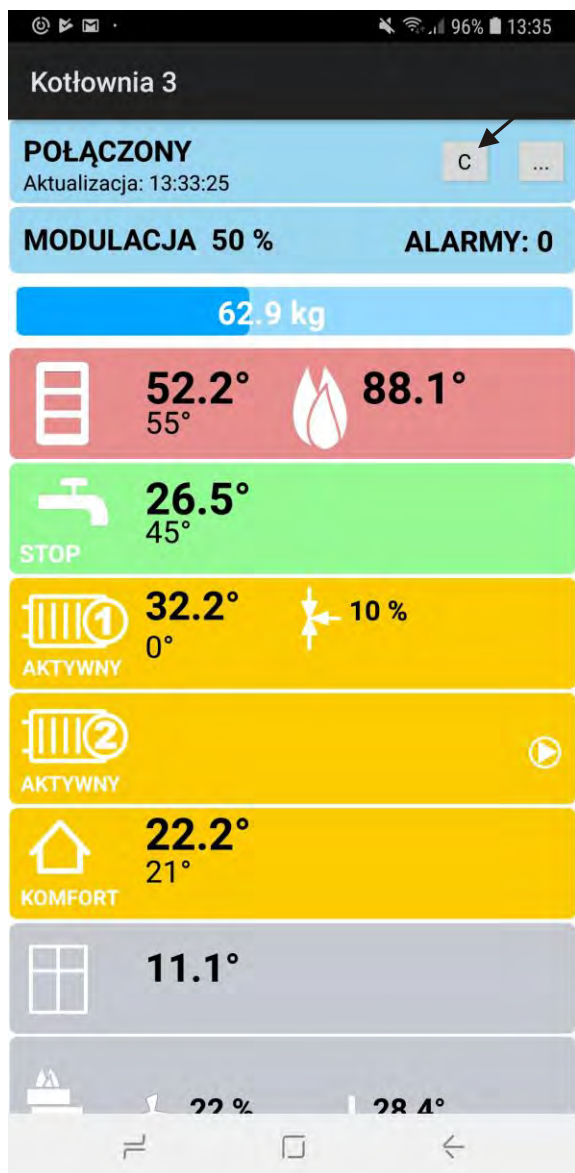 96% 13:35
Kotłownia 3
POŁĄCZONY
Aktualizacja: 13:33:25
C ...
MODULACJA 50 % ALARMY: 0
62.9 kg
52.2° 88.1°
55°
26.5°
45°
STOP
1 32.2° 10 %
0°
AKTYWNY
2
AKTYWNY
22.2°
21°
KOMFORT
11.1°
22 % 28.4°